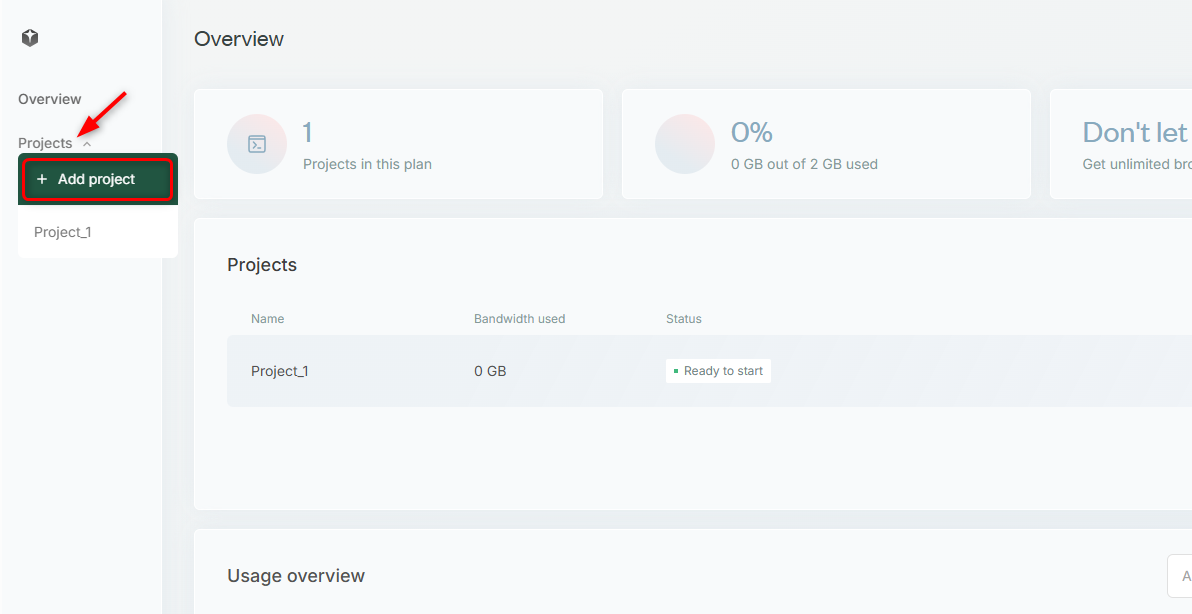 Overview
Overview
Projects
+ Add project
Project_1
1
Projects in this plan
0%
0 GB out of 2 GB used
Don't let
Get unlimited bro
Projects
Name Bandwidth used Status
Project_1 0 GB Ready to start
Usage overview
A